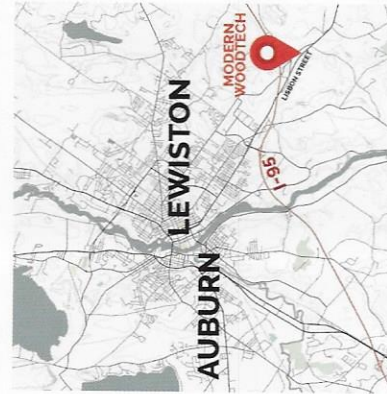 MODERN
WOODTECH
LISBON STREET
LEWISTON
I-95
AUBURN